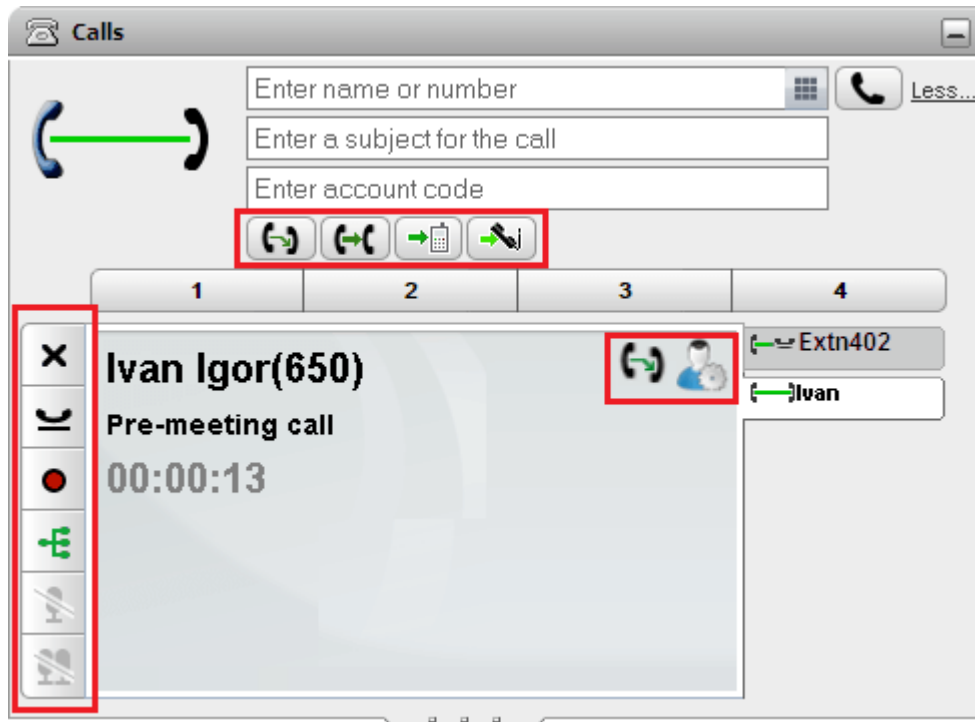 Calls
Enter name or number
Less...
Enter a subject for the call
Enter account code
1 2 3 4
Ivan Igor(650)
Pre-meeting call
00:00:13
Extn402
Ivan